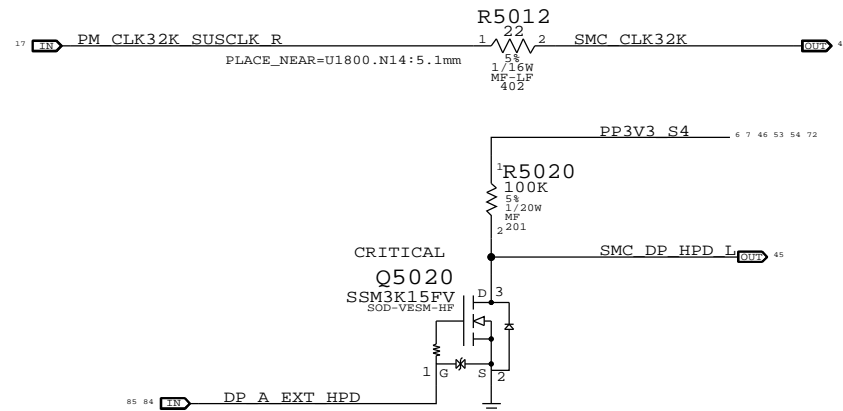 R5012
17 IN PM_CLK32K_SUSCLK_R 1 22 2 SMC_CLK32K OUT 4
PLACE_NEAR=U1800.N14:5.1mm
5%
1/16W
MF-LF
402
PP3V3_S4 6 7 46 53 54 72
1 R5020
100K
5%
1/20W
MF
2 201
SMC_DP_HPD_L OUT 45
CRITICAL
Q5020
SSM3K15FV
SOD-VESM-HF
D 3
1 G S 2
85 84 IN DP_A_EXT_HPD